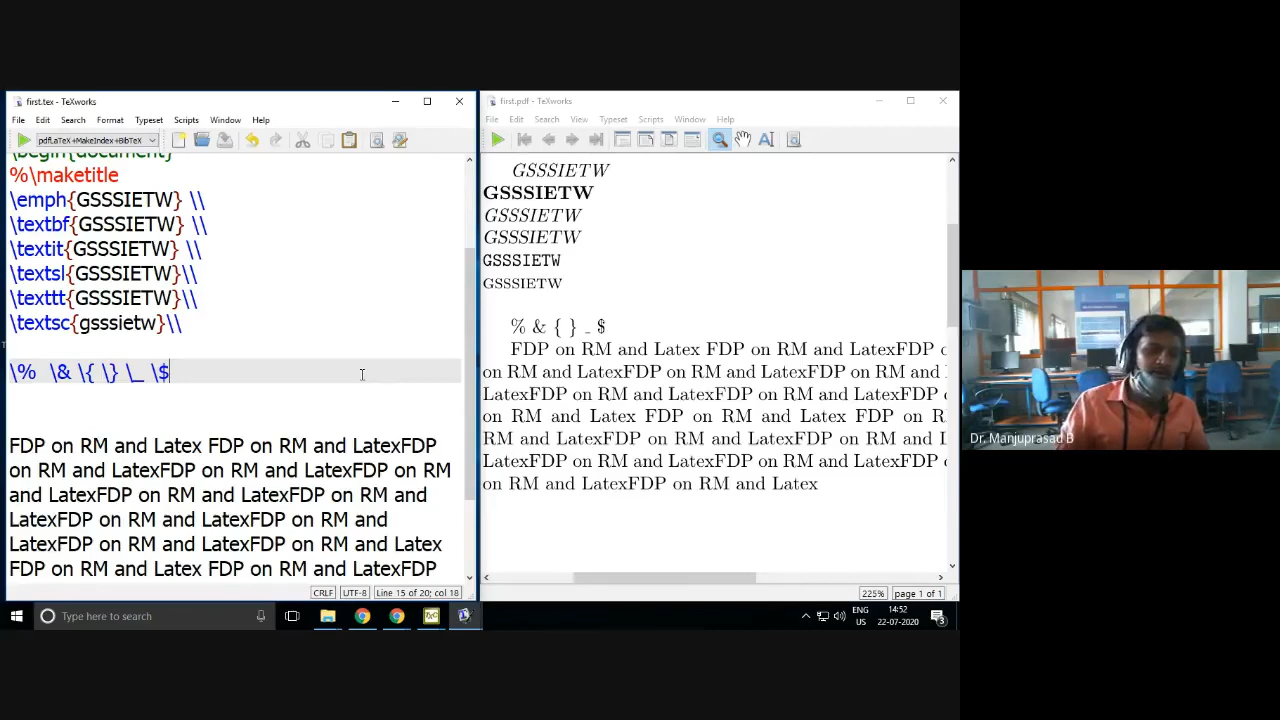 first.tex - TeXworks
File Edit Search Format Typeset Scripts Window Help
pdfLaTeX+MakeIndex+BibTeX
\begin{document}
%\maketitle
\emph{GSSSIETW} \\
\textbf{GSSSIETW} \\
\textit{GSSSIETW} \\
\textsl{GSSSIETW}\\
\texttt{GSSSIETW}\\
\textsc{gsssietw}\\
\% \& \{ \} \_ \$
FDP on RM and Latex FDP on RM and LatexFDP
on RM and LatexFDP on RM and LatexFDP on RM
and LatexFDP on RM and LatexFDP on RM and
LatexFDP on RM and LatexFDP on RM and
LatexFDP on RM and LatexFDP on RM and Latex
FDP on RM and Latex FDP on RM and LatexFDP
CRLF UTF-8 Line 15 of 20; col 18
first.pdf - TeXworks
File Edit Search View Typeset Scripts Window Help
GSSSIETW
GSSSIETW
GSSSIETW
GSSSIETW
GSSSIETW
GSSSIETW
% & { } _ $
FDP on RM and Latex FDP on RM and LatexFDP o
on RM and LatexFDP on RM and LatexFDP on RM and
LatexFDP on RM and LatexFDP on RM and LatexFDP o
on RM and Latex FDP on RM and Latex FDP on R
on RM and LatexFDP on RM and LatexFDP on RM and L
LatexFDP on RM and LatexFDP on RM and LatexFDP o
on RM and LatexFDP on RM and Latex
225% page 1 of 1
Type here to search
ENG
US
14:52
22-07-2020
3
Dr. Manjuprasad B